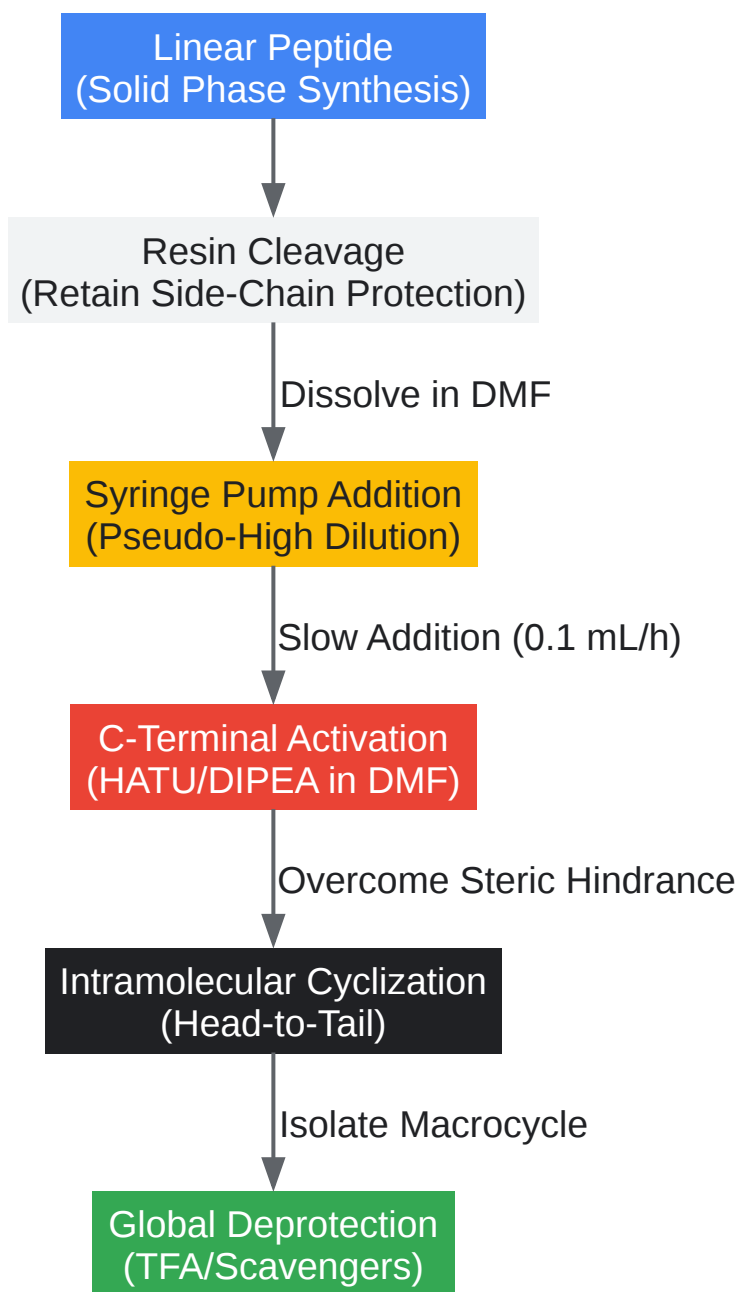 Linear Peptide
(Solid Phase Synthesis)
Resin Cleavage
(Retain Side-Chain Protection)
Dissolve in DMF
Syringe Pump Addition
(Pseudo-High Dilution)
Slow Addition (0.1 mL/h)
C-Terminal Activation
(HATU/DIPEA in DMF)
Overcome Steric Hindrance
Intramolecular Cyclization
(Head-to-Tail)
Isolate Macrocycle
Global Deprotection
(TFA/Scavengers)